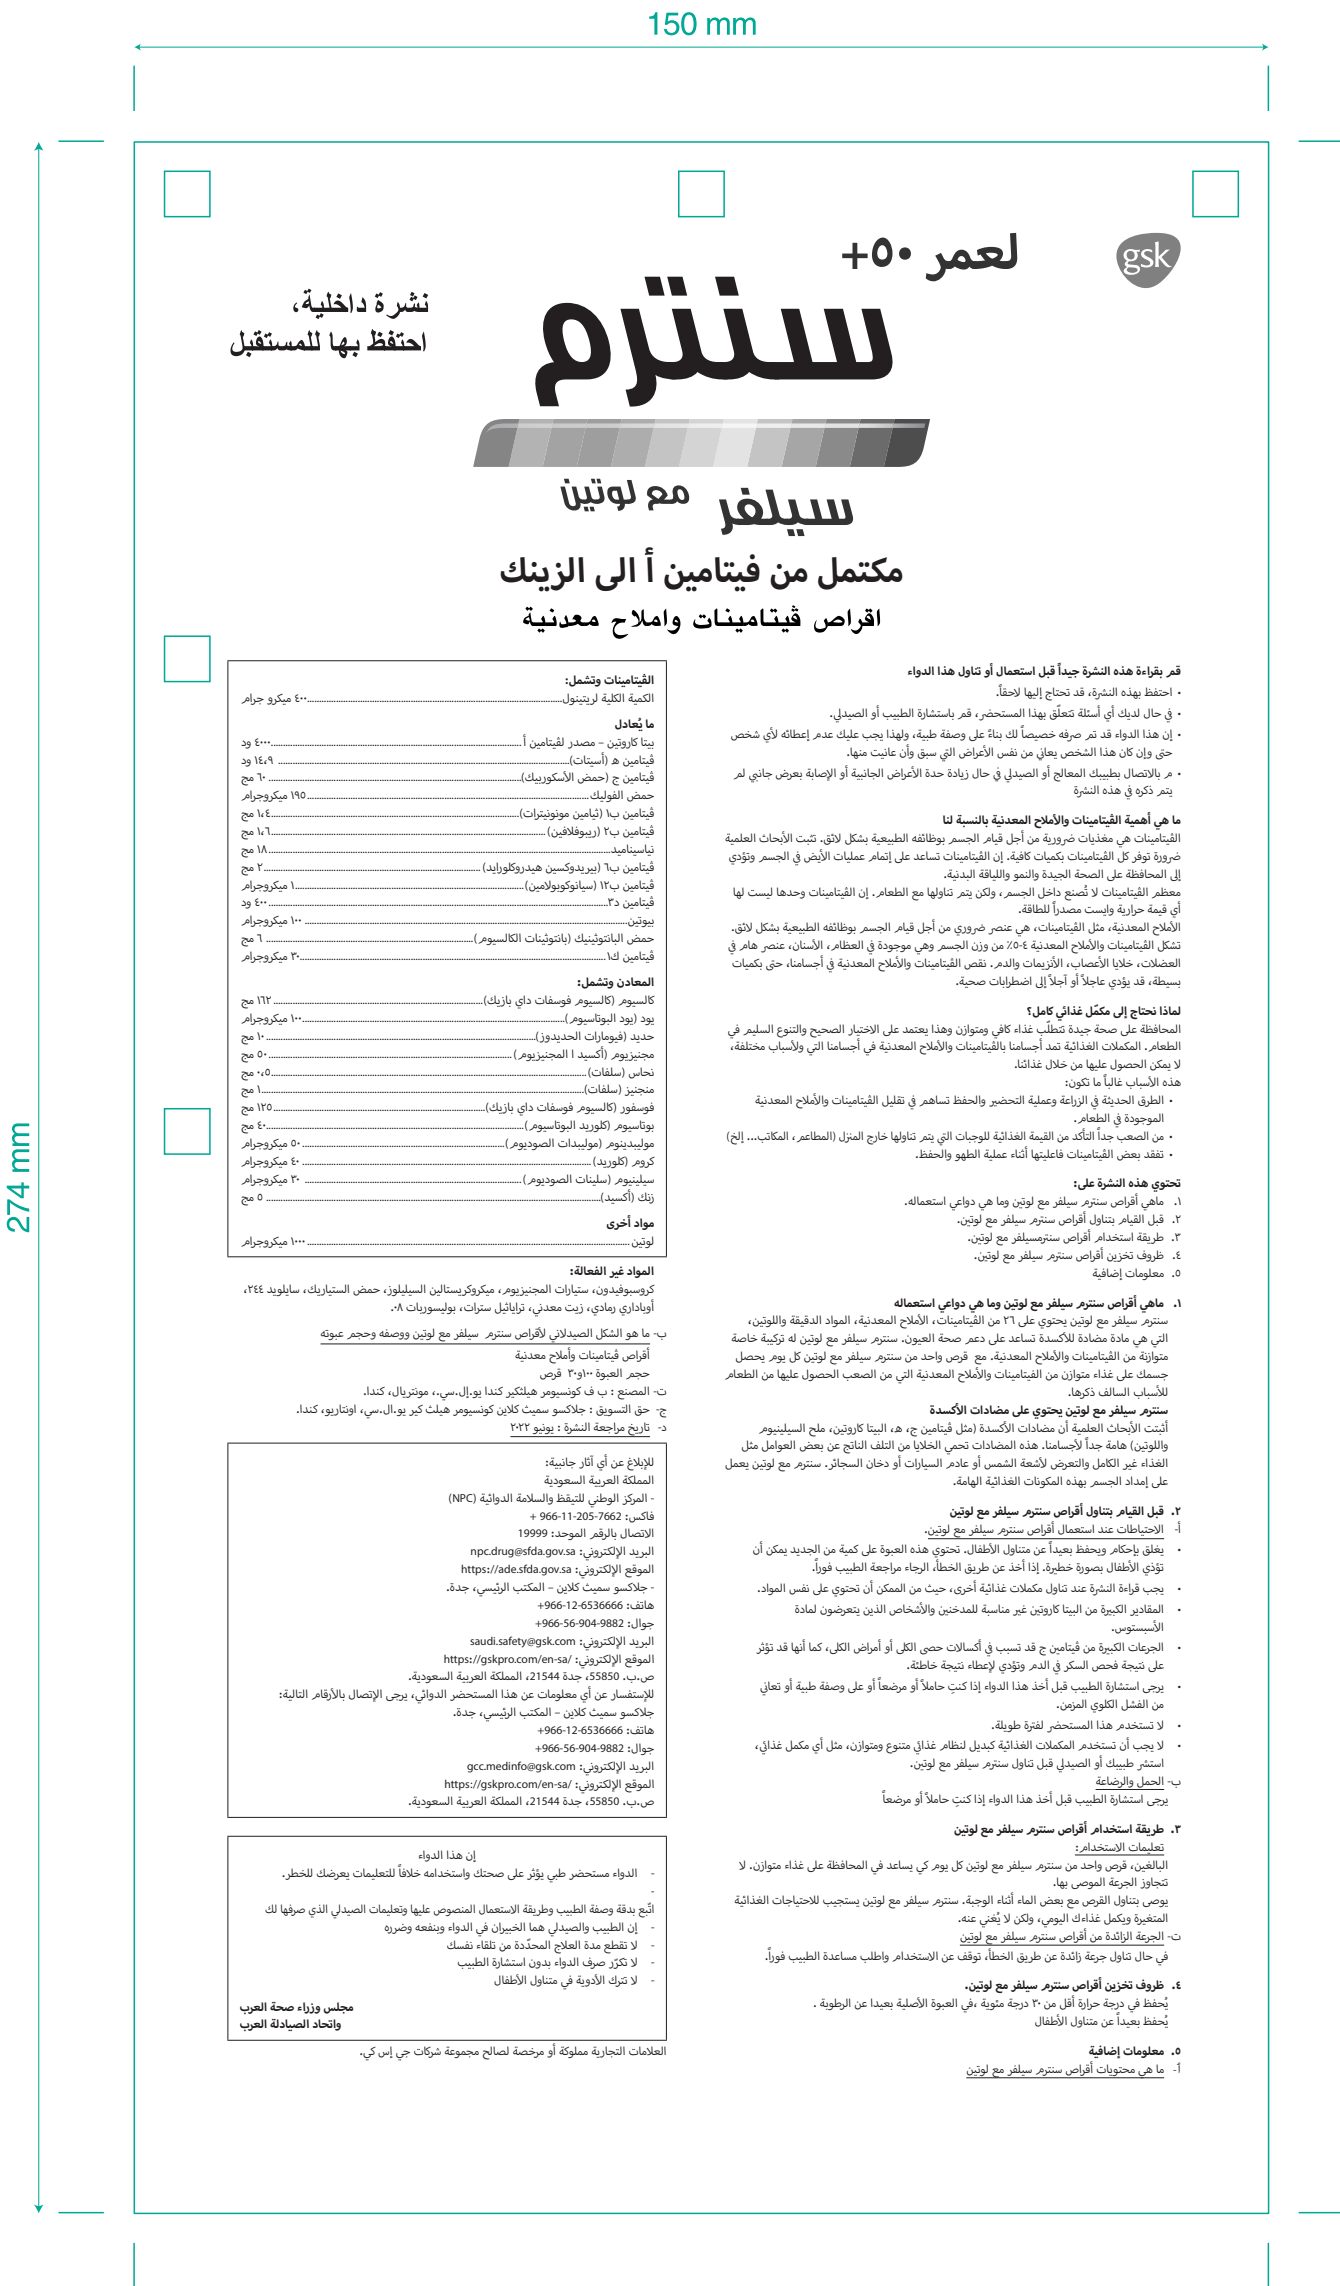 150 mm
274 mm
gsk
لعمر ٥٠+
سنترم
سيلفر مع لوتين
مكتمل من فيتامين أ الى الزينك
اقراص ڤيتامينات واملاح معدنية
نشرة داخلية،
احتفظ بها للمستقبل
قم بقراءة هذه النشرة جيداً قبل استعمال أو تناول هذا الدواء
• احتفظ بهذه النشرة، قد تحتاج إليها لاحقاً.
• في حال لديك أي أسئلة تتعلّق بهذا المستحضر، قم باستشارة الطبيب أو الصيدلي.
• إن هذا الدواء قد تم صرفه خصيصاً لك بناءً على وصفة طبية، ولهذا يجب عليك عدم إعطائه لأي شخص
حتى وإن كان هذا الشخص يعاني من نفس الأعراض التي سبق وأن عانيت منها.
• م بالاتصال بطبيبك المعالج أو الصيدلي في حال زيادة حدة الأعراض الجانبية أو الإصابة بعرض جانبي لم
يتم ذكره في هذه النشرة
ما هي أهمية الڤيتامينات والأملاح المعدنية بالنسبة لنا
الڤيتامينات هي مغذيات ضرورية من أجل قيام الجسم بوظائفه الطبيعية بشكل لائق. تثبت الأبحاث العلمية
ضرورة توفر كل الڤيتامينات بكميات كافية. إن الڤيتامينات تساعد على إتمام عمليات الأيض في الجسم وتؤدي
إلى المحافظة على الصحة الجيدة والنمو واللياقة البدنية.
معظم الڤيتامينات لا تُصنع داخل الجسم، ولكن يتم تناولها مع الطعام. إن الڤيتامينات وحدها ليست لها
أي قيمة حرارية وايست مصدراً للطاقة.
الأملاح المعدنية، مثل الڤيتامينات، هي عنصر ضروري من أجل قيام الجسم بوظائفه الطبيعية بشكل لائق.
تشكل الڤيتامينات والأملاح المعدنية ٤-٥٪ من وزن الجسم وهي موجودة في العظام، الأسنان، عنصر هام في
العضلات، خلايا الأعصاب، الأنزيمات والدم. نقص الڤيتامينات والأملاح المعدنية في أجسامنا، حتى بكميات
بسيطة، قد يؤدي عاجلاً أو آجلاً إلى اضطرابات صحية.
لماذا نحتاج إلى مكمّل غذائي كامل؟
المحافظة على صحة جيدة تتطلّب غذاء كافي ومتوازن وهذا يعتمد على الاختيار الصحيح والتنوع السليم في
الطعام. المكملات الغذائية تمد أجسامنا بالڤيتامينات والأملاح المعدنية في أجسامنا التي ولأسباب مختلفة،
لا يمكن الحصول عليها من خلال غذائنا.
هذه الأسباب غالباً ما تكون:
• الطرق الحديثة في الزراعة وعملية التحضير والحفظ تساهم في تقليل الڤيتامينات والأملاح المعدنية
الموجودة في الطعام.
• من الصعب جداً التأكد من القيمة الغذائية للوجبات التي يتم تناولها خارج المنزل (المطاعم، المكاتب... إلخ)
• تفقد بعض الڤيتامينات فاعليتها أثناء عملية الطهو والحفظ.
تحتوي هذه النشرة على:
١. ماهي أقراص سنترم سيلفر مع لوتين وما هي دواعي استعماله.
٢. قبل القيام بتناول أقراص سنترم سيلفر مع لوتين.
٣. طريقة استخدام أقراص سنترمسيلفر مع لوتين.
٤. ظروف تخزين أقراص سنترم سيلفر مع لوتين.
٥. معلومات إضافية
١. ماهي أقراص سنترم سيلفر مع لوتين وما هي دواعي استعماله
سنترم سيلفر مع لوتين يحتوي على ٢٦ من الڤيتامينات، الأملاح المعدنية، المواد الدقيقة واللوتين،
التي هي مادة مضادة للأكسدة تساعد على دعم صحة العيون. سنترم سيلفر مع لوتين له تركيبة خاصة
متوازنة من الڤيتامينات والأملاح المعدنية. مع قرص واحد من سنترم سيلفر مع لوتين كل يوم يحصل
جسمك على غذاء متوازن من الفيتامينات والأملاح المعدنية التي من الصعب الحصول عليها من الطعام
للأسباب السالف ذكرها.
سنترم سيلفر مع لوتين يحتوي على مضادات الأكسدة
أثبتت الأبحاث العلمية أن مضادات الأكسدة (مثل ڤيتامين ج، ه، البيتا كاروتين، ملح السيلينيوم
واللوتين) هامة جداً لأجسامنا. هذه المضادات تحمي الخلايا من التلف الناتج عن بعض العوامل مثل
الغذاء غير الكامل والتعرض لأشعة الشمس أو عادم السيارات أو دخان السجائر. سنترم مع لوتين يعمل
على إمداد الجسم بهذه المكونات الغذائية الهامة.
٢. قبل القيام بتناول أقراص سنترم سيلفر مع لوتين
أ- الاحتياطات عند استعمال أقراص سنترم سيلفر مع لوتين.
• يغلق بإحكام ويحفظ بعيداً عن متناول الأطفال. تحتوي هذه العبوة على كمية من الحديد يمكن أن
تؤذي الأطفال بصورة خطيرة. إذا أخذ عن طريق الخطأ، الرجاء مراجعة الطبيب فوراً.
• يجب قراءة النشرة عند تناول مكملات غذائية أخرى، حيث من الممكن أن تحتوي على نفس المواد.
• المقادير الكبيرة من البيتا كاروتين غير مناسبة للمدخنين والأشخاص الذين يتعرضون لمادة
الأسبستوس.
• الجرعات الكبيرة من ڤيتامين ج قد تسبب في أكسالات حصى الكلى أو أمراض الكلى، كما أنها قد تؤثر
على نتيجة فحص السكر في الدم وتؤدي لإعطاء نتيجة خاطئة.
• يرجى استشارة الطبيب قبل أخذ هذا الدواء إذا كنتِ حاملاً أو مرضعاً أو على وصفة طبية أو تعاني
من الفشل الكلوي المزمن.
• لا تستخدم هذا المستحضر لفترة طويلة.
• لا يجب أن تستخدم المكملات الغذائية كبديل لنظام غذائي متنوع ومتوازن، مثل أي مكمل غذائي،
استشر طبيبك أو الصيدلي قبل تناول سنترم سيلفر مع لوتين.
ب- الحمل والرضاعة
يرجى استشارة الطبيب قبل أخذ هذا الدواء إذا كنتِ حاملاً أو مرضعاً
٣. طريقة استخدام أقراص سنترم سيلفر مع لوتين
تعليمات الاستخدام:
البالغين، قرص واحد من سنترم سيلفر مع لوتين كل يوم كي يساعد في المحافظة على غذاء متوازن. لا
تتجاوز الجرعة الموصى بها.
يوصى بتناول القرص مع بعض الماء أثناء الوجبة. سنترم سيلفر مع لوتين يستجيب للاحتياجات الغذائية
المتغيرة ويكمل غذاءك اليومي، ولكن لا يُغني عنه.
ت- الجرعة الزائدة من أقراص سنترم سيلفر مع لوتين
في حال تناول جرعة زائدة عن طريق الخطأ، توقف عن الاستخدام واطلب مساعدة الطبيب فوراً.
٤. ظروف تخزين أقراص سنترم سيلفر مع لوتين.
يُحفظ في درجة حرارة أقل من ٣٠ درجة مئوية ،في العبوة الأصلية بعيدا عن الرطوبة .
يُحفظ بعيداً عن متناول الأطفال
٥. معلومات إضافية
أ- ما هي محتويات أقراص سنترم سيلفر مع لوتين
الڤيتامينات وتشمل:
الكمية الكلية لريتينول...٤٠٠ ميكرو جرام
ما يُعادل
بيتا كاروتين – مصدر لڤيتامين أ...٤٠٠٠ ود
ڤيتامين ه (أسيتات)...١٤،٩ ود
ڤيتامين ج (حمض الأسكوربيك)...٦٠ مج
حمض الفوليك...١٩٥ ميكروجرام
ڤيتامين ب١ (ثيامين مونونيترات)...١،٤ مج
ڤيتامين ب٢ (ريبوفلافين)...١،٦ مج
نياسيناميد...١٨ مج
ڤيتامين ب٦ (بيريدوكسين هيدروكلورايد)...٢ مج
ڤيتامين ب١٢ (سيانوكوبولامين)...١ ميكروجرام
ڤيتامين د٣...٤٠٠ ود
بيوتين...١٠٠ ميكروجرام
حمض البانتوثينيك (بانتوثينات الكالسيوم)...٦ مج
ڤيتامين ك١...٣٠ ميكروجرام
المعادن وتشمل:
كالسيوم (كالسيوم فوسفات داي بازيك)...١٦٢ مج
يود (يود البوتاسيوم)...١٠٠ ميكروجرام
حديد (فيومارات الحديدوز)...١٠ مج
مجنيزيوم (أكسيد ا المجنيزيوم)...٥٠ مج
نحاس (سلفات)...٠،٥ مج
منجنيز (سلفات)...١ مج
فوسفور (كالسيوم فوسفات داي بازيك)...١٢٥ مج
بوتاسيوم (كلوريد البوتاسيوم)...٤٠ مج
موليبدينوم (موليبدات الصوديوم)...٥٠ ميكروجرام
كروم (كلوريد)...٤٠ ميكروجرام
سيلينيوم (سلينات الصوديوم)...٣٠ ميكروجرام
زنك (أكسيد)...٥ مج
مواد أخرى
لوتين...١٠٠٠ ميكروجرام
المواد غير الفعالة:
كروسبوفيدون، ستيارات المجنيزيوم، ميكروكريستالين السيليلوز، حمض الستياريك، سايلويد ٢٤٤،
أوباداري رمادي، زيت معدني، ترايائيل سترات، بوليسوربات ٨٠.
ب- ما هو الشكل الصيدلاني لأقراص سنترم سيلفر مع لوتين ووصفه وحجم عبوته
أقراص ڤيتامينات وأملاح معدنية
حجم العبوة ١٠٠و٣٠ قرص
ت- المصنع : ب ف كونسيومر هيلثكير كندا يو.إل.سي.، مونتريال، كندا.
ج- حق التسويق : جلاكسو سميث كلاين كونسيومر هيلث كير يو.ال.سي، اونتاريو، كندا.
د- تاريخ مراجعة النشرة : يونيو ٢٠٢٢
للإبلاغ عن أي آثار جانبية:
المملكة العربية السعودية
- المركز الوطني للتيقظ والسلامة الدوائية (NPC)
فاكس: 7662-205-11-966 +
الاتصال بالرقم الموحد: 19999
البريد الإلكتروني: npc.drug@sfda.gov.sa
الموقع الإلكتروني: https://ade.sfda.gov.sa
- جلاكسو سميث كلاين – المكتب الرئيسي، جدة.
هاتف: 6536666-12-966+
جوال: 9882-904-56-966+
البريد الإلكتروني: saudi.safety@gsk.com
الموقع الإلكتروني: https://gskpro.com/en-sa/
ص.ب. 55850، جدة 21544، المملكة العربية السعودية.
للإستفسار عن أي معلومات عن هذا المستحضر الدوائي، يرجى الإتصال بالأرقام التالية:
جلاكسو سميث كلاين – المكتب الرئيسي، جدة.
هاتف: 6536666-12-966+
جوال: 9882-904-56-966+
البريد الإلكتروني: gcc.medinfo@gsk.com
الموقع الإلكتروني: https://gskpro.com/en-sa/
ص.ب. 55850، جدة 21544، المملكة العربية السعودية.
إن هذا الدواء
- الدواء مستحضر طبي يؤثر على صحتك واستخدامه خلافاً للتعليمات يعرضك للخطر.
-
اتّبع بدقة وصفة الطبيب وطريقة الاستعمال المنصوص عليها وتعليمات الصيدلي الذي صرفها لك
- إن الطبيب والصيدلي هما الخبيران في الدواء وبنفعه وضرره
- لا تقطع مدة العلاج المحدّدة من تلقاء نفسك
- لا تكرّر صرف الدواء بدون استشارة الطبيب
- لا تترك الأدوية في متناول الأطفال
مجلس وزراء صحة العرب
واتحاد الصيادلة العرب
العلامات التجارية مملوكة أو مرخصة لصالح مجموعة شركات جي إس كي.